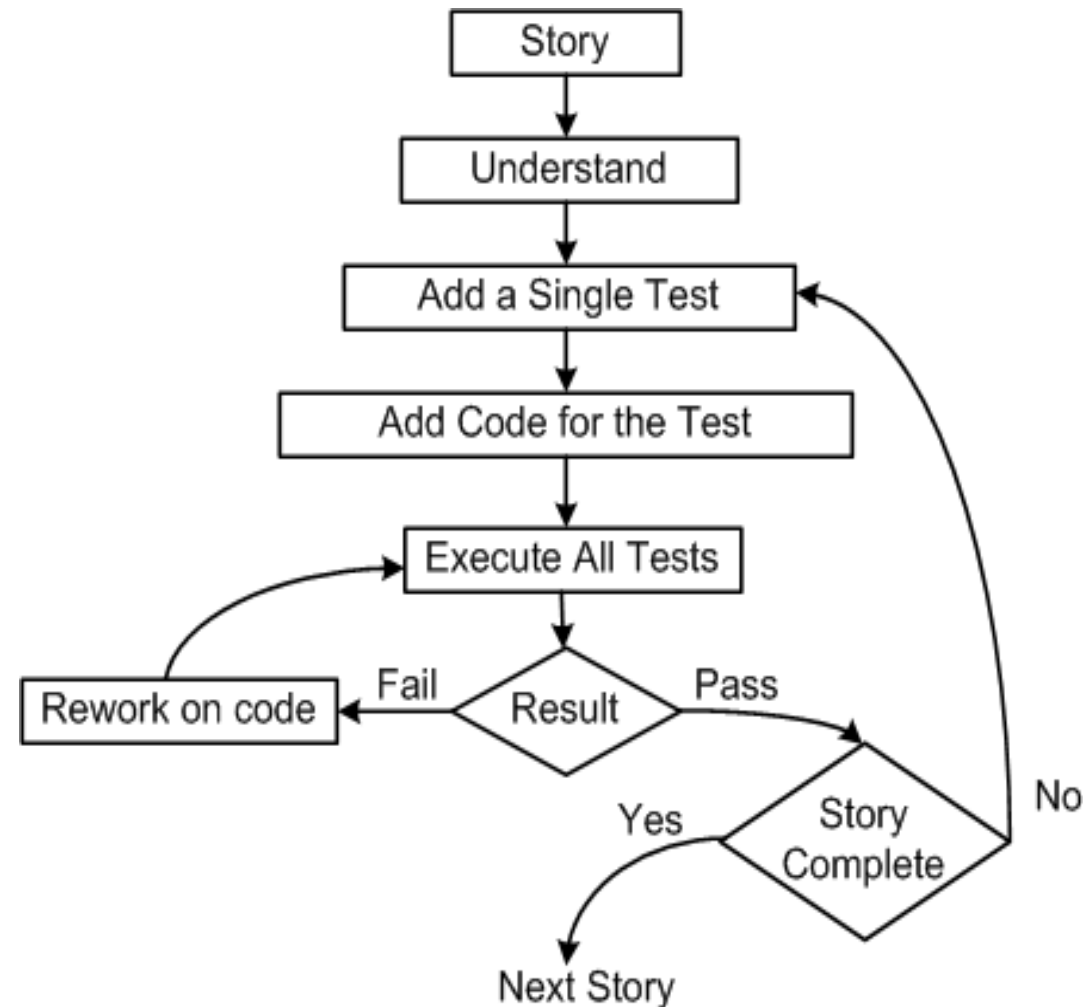 Story
Understand
Add a Single Test
Add Code for the Test
Execute All Tests
Rework on code
Fail
Result
Pass
Yes
Story
Complete
No
Next Story